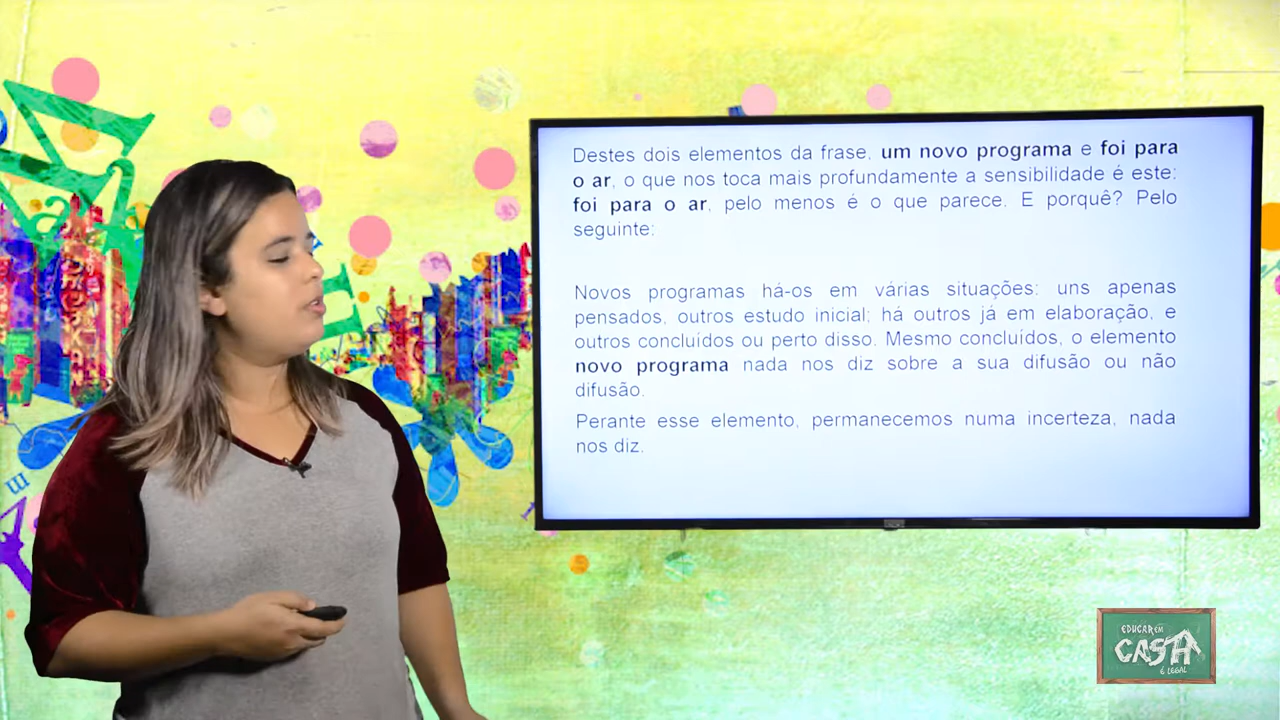 Destes dois elementos da frase, um novo programa e foi para
o ar, o que nos toca mais profundamente a sensibilidade é este:
foi para o ar, pelo menos é o que parece. E porquê? Pelo
seguinte:
Novos programas há-os em várias situações: uns apenas
pensados, outros estudo inicial; há outros já em elaboração, e
outros concluídos ou perto disso. Mesmo concluídos, o elemento
novo programa nada nos diz sobre a sua difusão ou não
difusão.
Perante esse elemento, permanecemos numa incerteza, nada
nos diz.
EDUCAR EM
CASA
É LEGAL